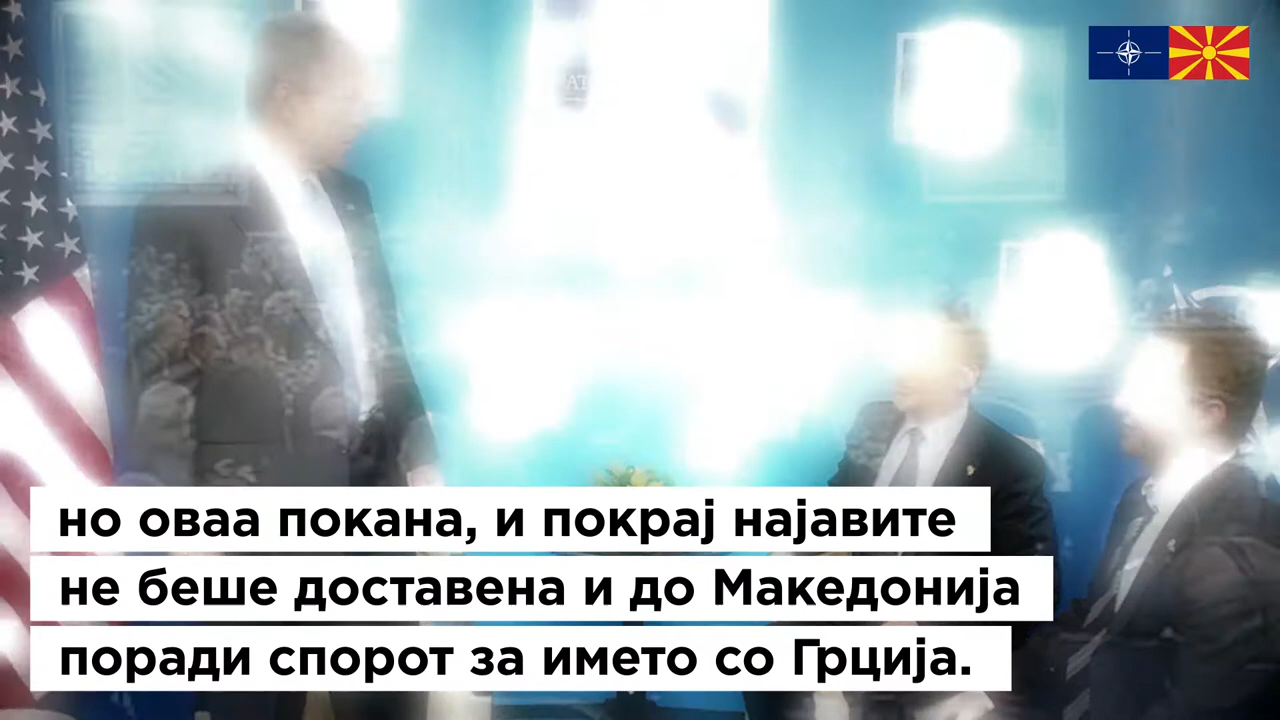 но оваа покана, и покрај најавите
не беше доставена и до Македонија
поради спорот за името со Грција.